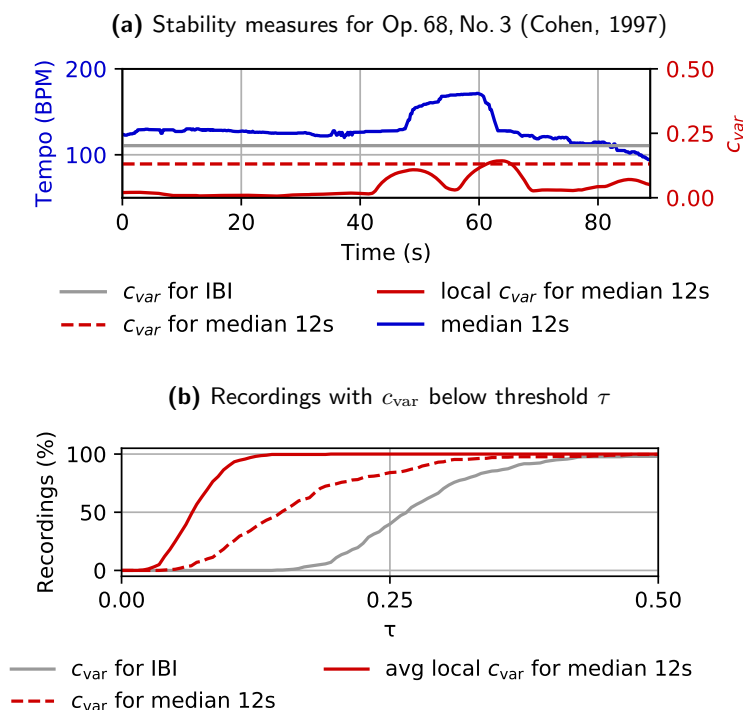 (a) Stability measures for Op. 68, No. 3 (Cohen, 1997)
Tempo (BPM)
200
100
0.50
0.25
0.00
c_var
0 20 40 60 80
Time (s)
c_var for IBI
local c_var for median 12s
c_var for median 12s
median 12s
(b) Recordings with c_var below threshold τ
Recordings (%)
100
50
0
0.00 0.25 0.50
τ
c_var for IBI
avg local c_var for median 12s
c_var for median 12s